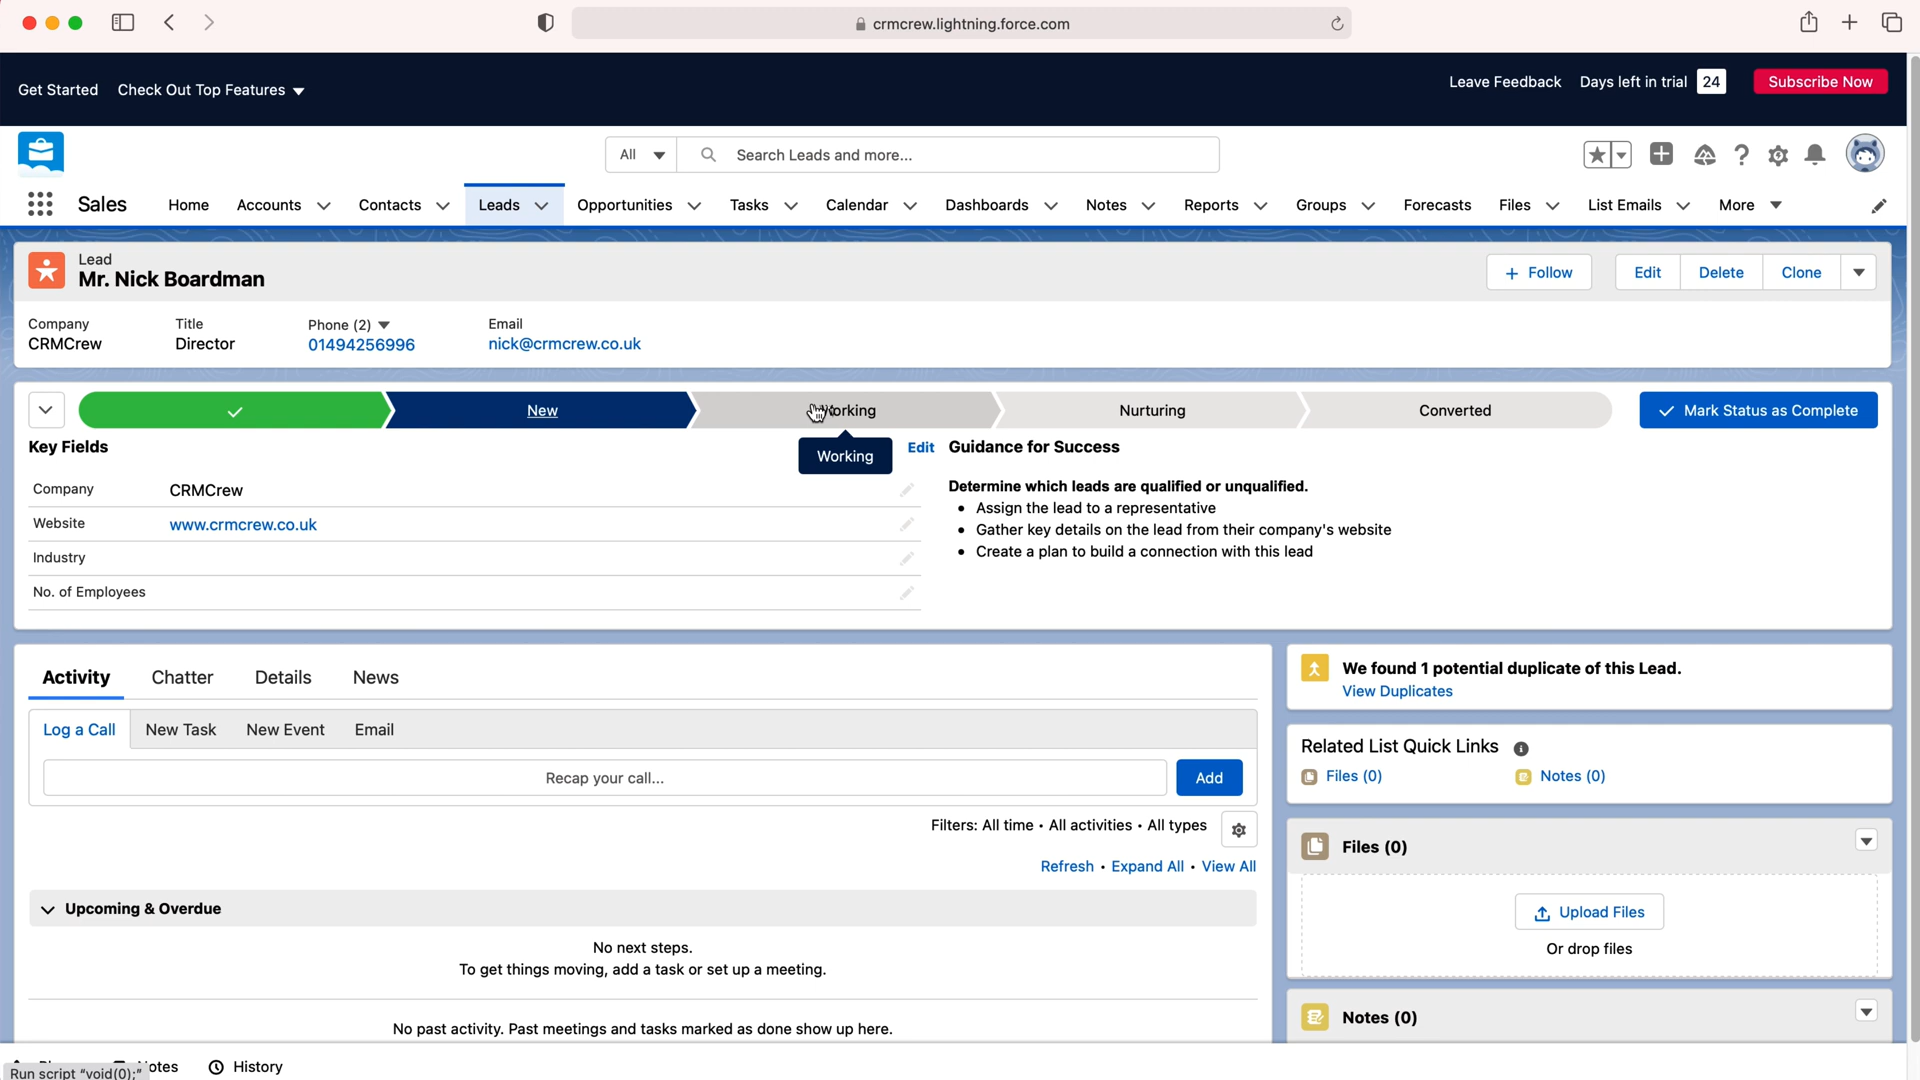 crmcrew.lightning.force.com
Get Started Check Out Top Features
Leave Feedback Days left in trial 24 Subscribe Now
All Search Leads and more...
Sales Home Accounts Contacts Leads Opportunities Tasks Calendar Dashboards Notes Reports Groups Forecasts Files List Emails More
Lead
Mr. Nick Boardman
Follow Edit Delete Clone
Company Title Phone (2) Email
CRMCrew Director 01494256996 nick@crmcrew.co.uk
New Working Nurturing Converted Mark Status as Complete
Key Fields Edit Guidance for Success
Working
Company CRMCrew
Website www.crmcrew.co.uk
Industry
No. of Employees
Determine which leads are qualified or unqualified.
• Assign the lead to a representative
• Gather key details on the lead from their company's website
• Create a plan to build a connection with this lead
Activity Chatter Details News
Log a Call New Task New Event Email
Recap your call... Add
Filters: All time • All activities • All types
Refresh • Expand All • View All
Upcoming & Overdue
No next steps.
To get things moving, add a task or set up a meeting.
No past activity. Past meetings and tasks marked as done show up here.
We found 1 potential duplicate of this Lead.
View Duplicates
Related List Quick Links
Files (0) Notes (0)
Files (0)
Upload Files
Or drop files
Notes (0)
History
Run script "void(0);"